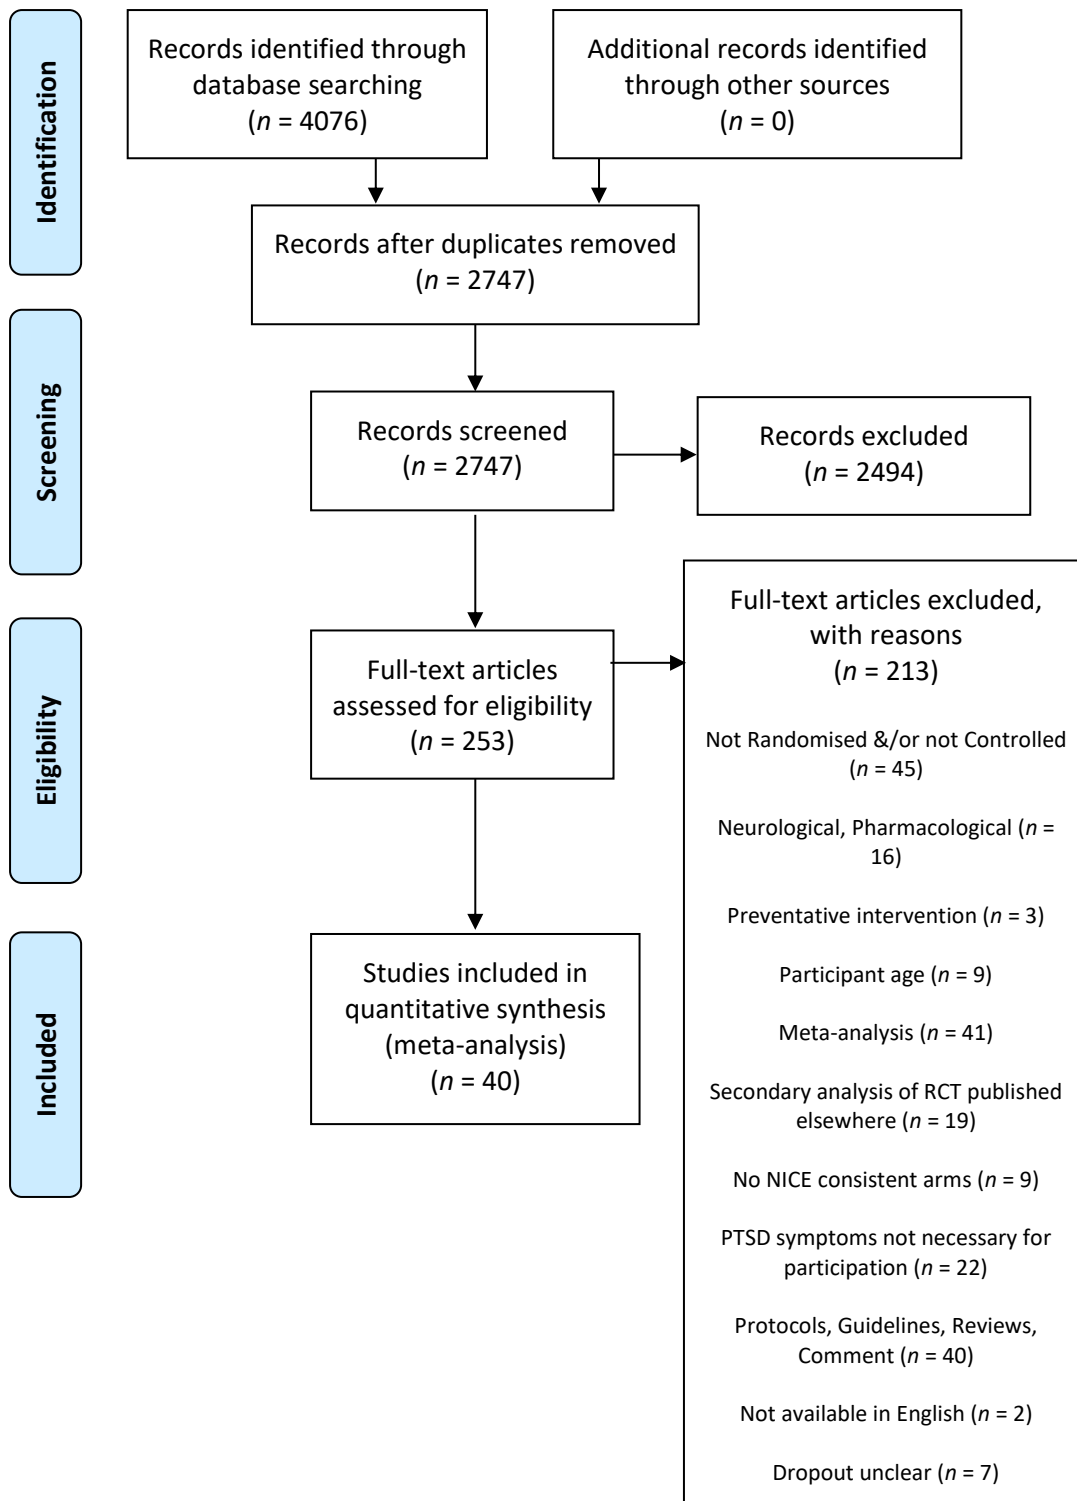 Identification
Records identified through
database searching
(n = 4076)
Additional records identified
through other sources
(n = 0)
Records after duplicates removed
(n = 2747)
Screening
Records screened
(n = 2747)
Records excluded
(n = 2494)
Eligibility
Full-text articles
assessed for eligibility
(n = 253)
Full-text articles excluded,
with reasons
(n = 213)
Not Randomised &/or not Controlled
(n = 45)
Neurological, Pharmacological (n =
16)
Preventative intervention (n = 3)
Participant age (n = 9)
Meta-analysis (n = 41)
Secondary analysis of RCT published
elsewhere (n = 19)
No NICE consistent arms (n = 9)
PTSD symptoms not necessary for
participation (n = 22)
Protocols, Guidelines, Reviews,
Comment (n = 40)
Not available in English (n = 2)
Dropout unclear (n = 7)
Included
Studies included in
quantitative synthesis
(meta-analysis)
(n = 40)